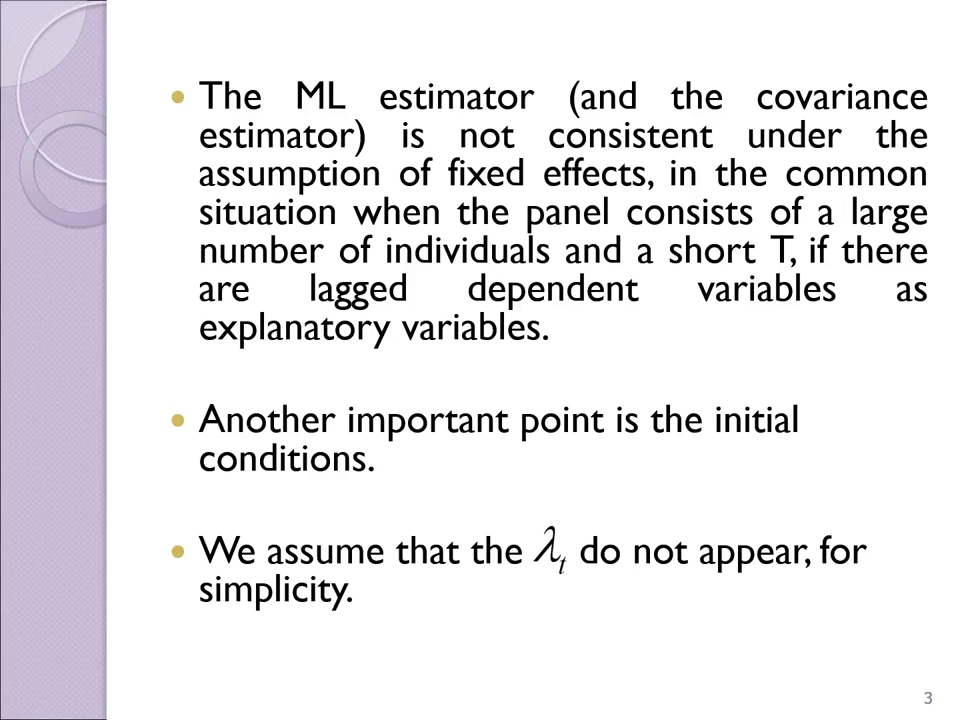 • The ML estimator (and the covariance
estimator) is not consistent under the
assumption of fixed effects, in the common
situation when the panel consists of a large
number of individuals and a short T, if there
are lagged dependent variables as
explanatory variables.
• Another important point is the initial
conditions.
• We assume that the λₜ do not appear, for
simplicity.
3